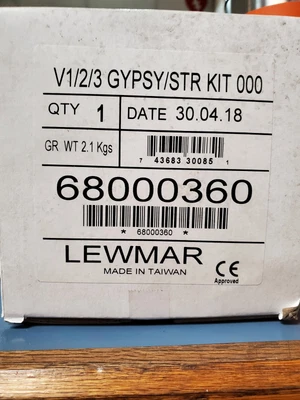 V1/2/3 GYPSY/STR KIT 000
QTY 1 DATE 30.04.18
GR WT 2.1 Kgs
7 43683 30085 1
68000360
* 68000360 *
LEWMAR
MADE IN TAIWAN
CE
Approved